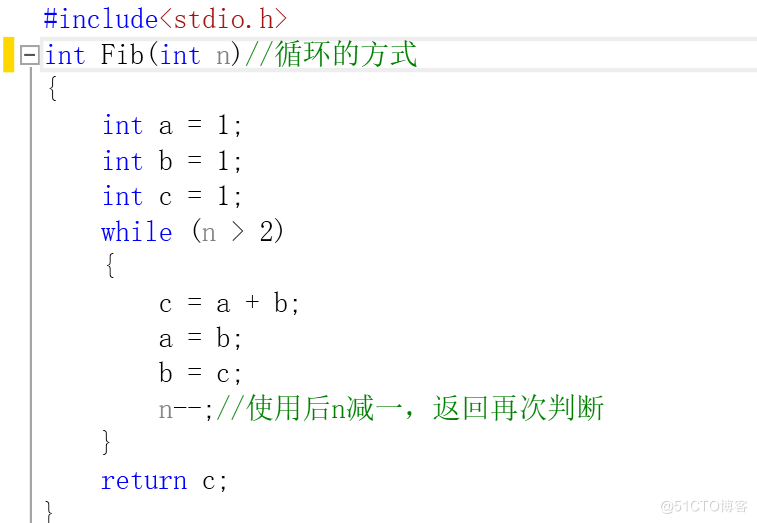 #include<stdio.h>
int Fib(int n)//循环的方式
{
    int a = 1;
    int b = 1;
    int c = 1;
    while (n > 2)
    {
        c = a + b;
        a = b;
        b = c;
        n--;//使用后n减一，返回再次判断
    }
    return c;
}
@51CTO博客